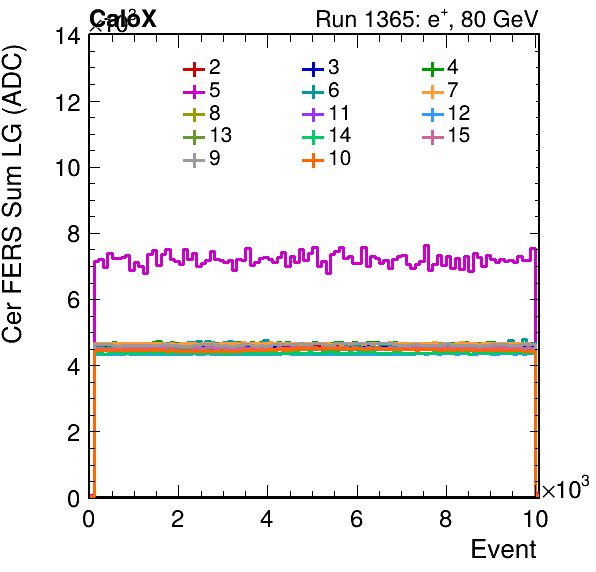 CaloX Run 1365: e⁺, 80 GeV
×10³
14
12
10
8
6
4
2
0
Cer FERS Sum LG (ADC)
2 3 4
5 6 7
8 11 12
13 14 15
9 10
0 2 4 6 8 10
×10³
Event